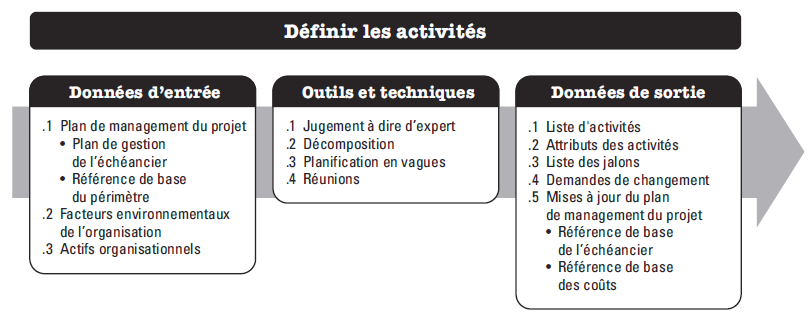 Définir les activités
Données d'entrée
.1 Plan de management du projet
• Plan de gestion
de l'échéancier
• Référence de base
du périmètre
.2 Facteurs environnementaux
de l'organisation
.3 Actifs organisationnels
Outils et techniques
.1 Jugement à dire d'expert
.2 Décomposition
.3 Planification en vagues
.4 Réunions
Données de sortie
.1 Liste d'activités
.2 Attributs des activités
.3 Liste des jalons
.4 Demandes de changement
.5 Mises à jour du plan
de management du projet
• Référence de base
de l'échéancier
• Référence de base
des coûts